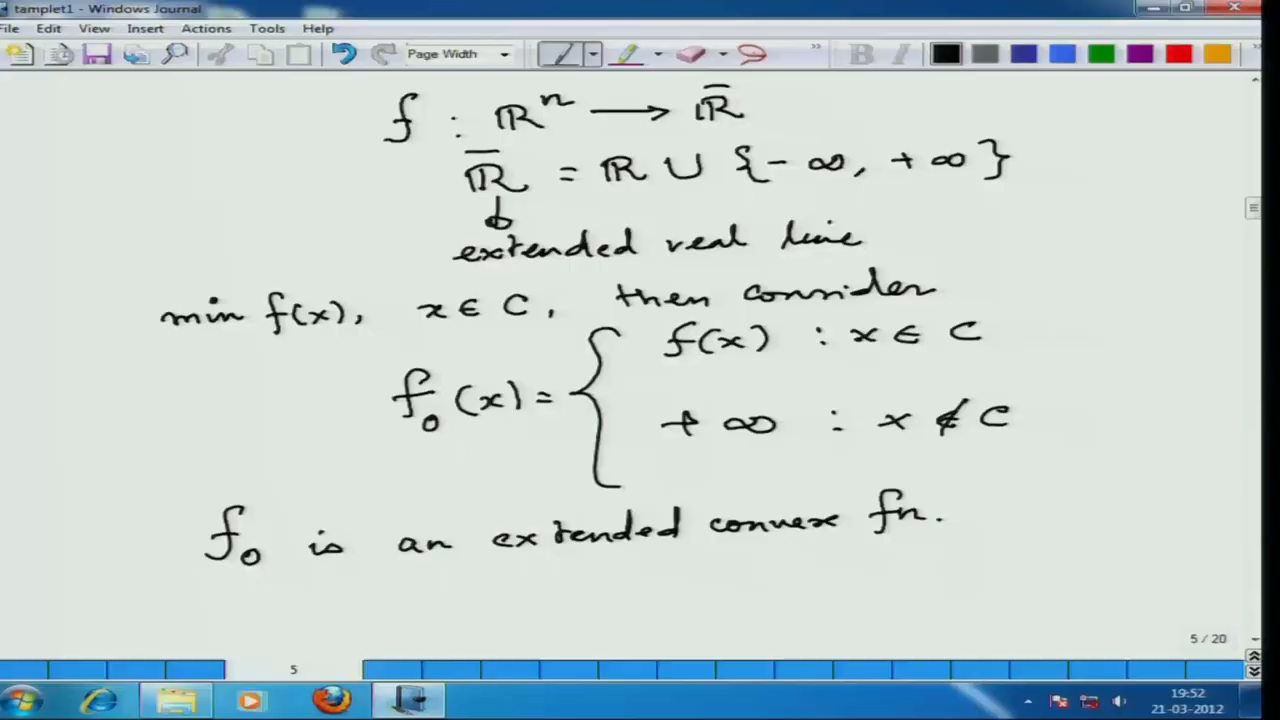 tamplet1 - Windows Journal
File Edit View Insert Actions Tools Help
Page Width
B I
f : ℝⁿ ⟶ ℝ̄
ℝ̄ = ℝ ∪ {-∞, +∞}
extended real line
min f(x), x ∈ C, then consider
f₀(x) = { f(x) : x ∈ C
+∞ : x ∉ C
f₀ is an extended convex fn.
5 / 20
5
19:52
21-03-2012